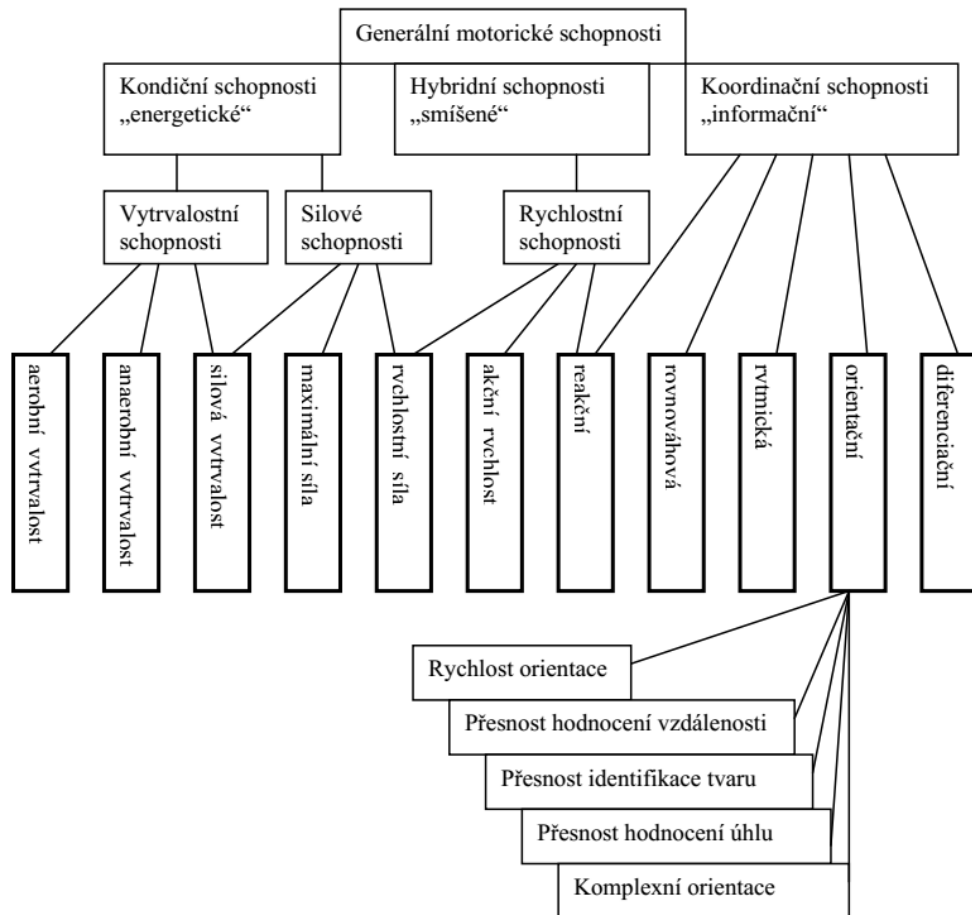 Generální motorické schopnosti
Kondiční schopnosti
„energetické“
Hybridní schopnosti
„smíšené“
Koordinační schopnosti
„informační“
Vytrvalostní
schopnosti
Silové
schopnosti
Rychlostní
schopnosti
aerobní vytrvalost
anaerobní vytrvalost
silová vytrvalost
maximální síla
rychlostní síla
akční rychlost
reakční
rovnováhová
rytmická
orientační
diferenciační
Rychlost orientace
Přesnost hodnocení vzdálenosti
Přesnost identifikace tvaru
Přesnost hodnocení úhlu
Komplexní orientace